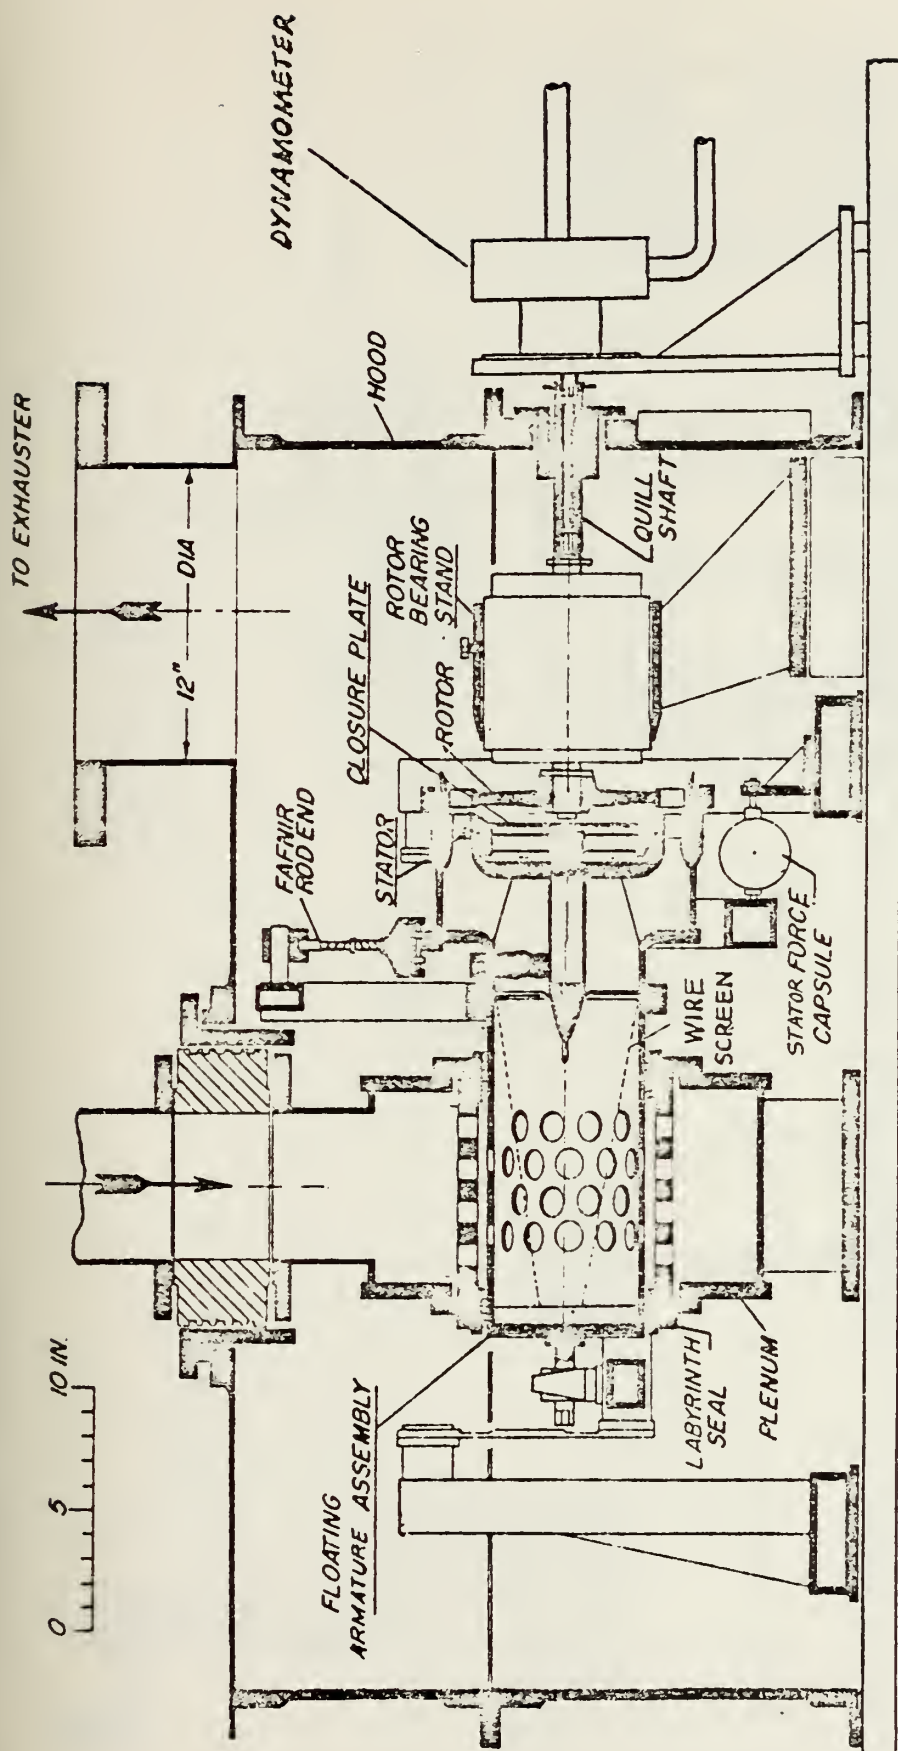 TO EXHAUSTER
12" DIA
DYNAMOMETER
HOOD
QUILL
SHAFT
ROTOR
BEARING
STAND
CLOSURE PLATE
ROTOR
STATOR
FAFNIR
ROD END
STATOR FORCE
CAPSULE
WIRE
SCREEN
0 5 10 IN.
FLOATING
ARMATURE ASSEMBLY
LABYRINTH
SEAL
PLENUM